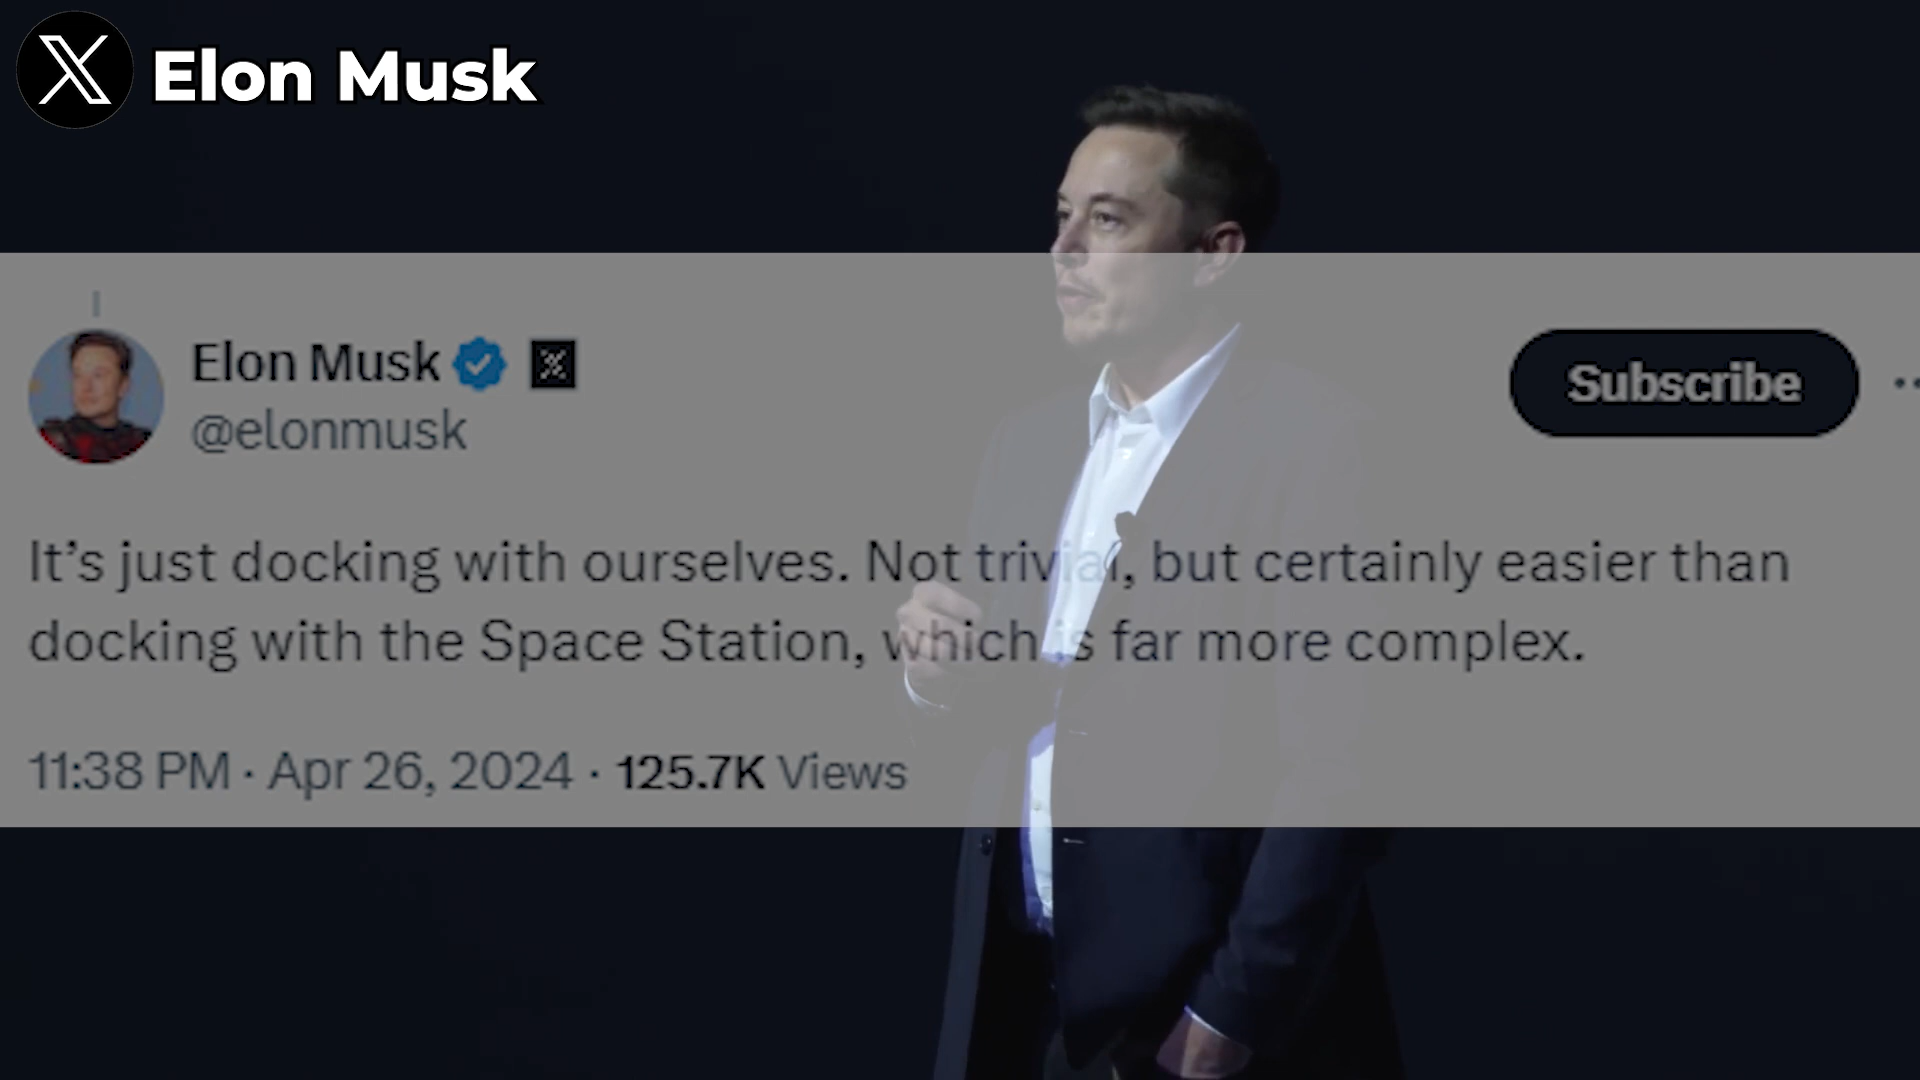 Elon Musk
Elon Musk
@elonmusk
Subscribe
It’s just docking with ourselves. Not trivial, but certainly easier than
docking with the Space Station, which is far more complex.
11:38 PM · Apr 26, 2024 · 125.7K Views